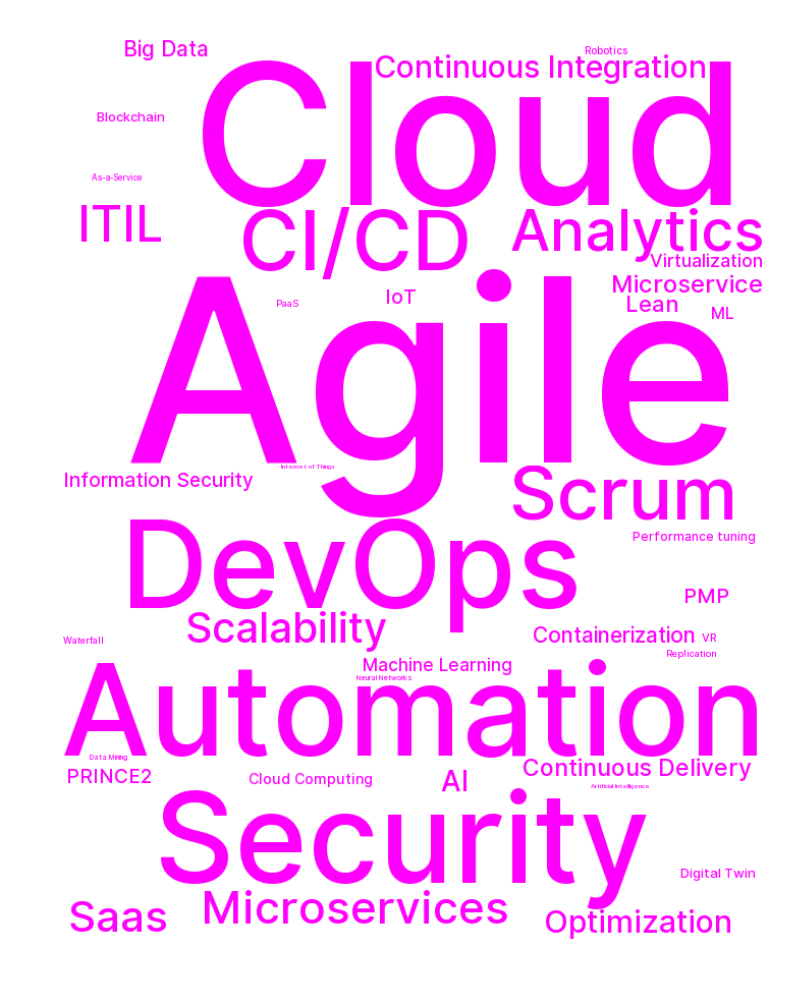 Big Data
Robotics
Continuous Integration
Cloud
Blockchain
As-a-Service
ITIL
CI/CD
Analytics
Virtualization
Microservice
PaaS
IoT
Lean
ML
Agile
Internet of Things
Information Security
Scrum
DevOps
Performance tuning
PMP
Scalability
Containerization
VR
Waterfall
Replication
Machine Learning
Neural Networks
Automation
Data Mining
PRINCE2
Cloud Computing
AI
Continuous Delivery
Artificial Intelligence
Security
Digital Twin
Saas
Microservices
Optimization